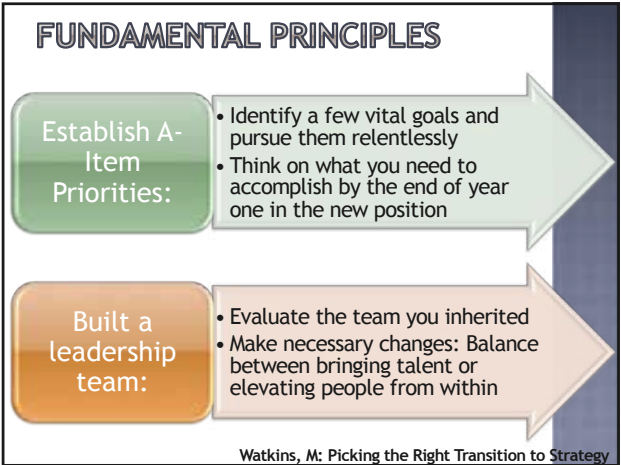 FUNDAMENTAL PRINCIPLES
Establish A-
Item
Priorities:
• Identify a few vital goals and
pursue them relentlessly
• Think on what you need to
accomplish by the end of year
one in the new position
Built a
leadership
team:
• Evaluate the team you inherited
• Make necessary changes: Balance
between bringing talent or
elevating people from within
Watkins, M: Picking the Right Transition to Strategy